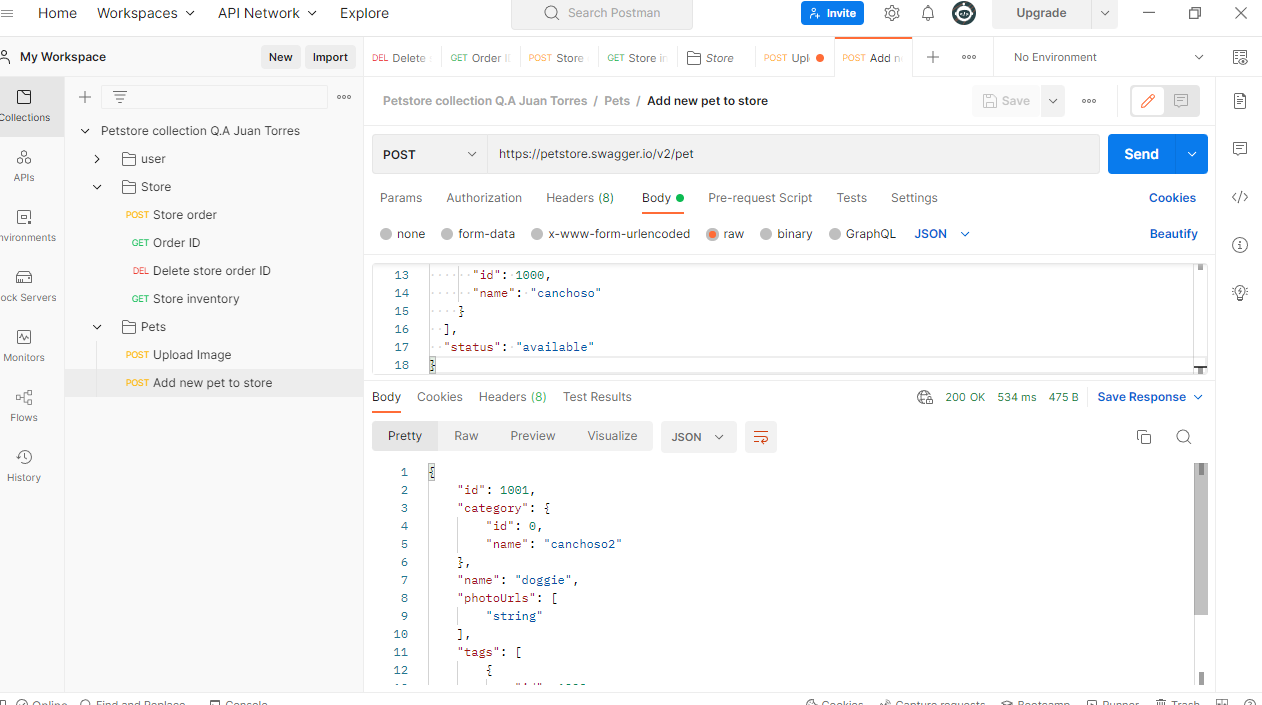 Home Workspaces API Network Explore Search Postman Invite Upgrade
My Workspace New Import DEL Delete GET Order POST Store GET Store in Store POST Upl POST Add No Environment
Petstore collection Q.A Juan Torres / Pets / Add new pet to store Save
Collections
Petstore collection Q.A Juan Torres
user
Store
POST Store order
GET Order ID
DEL Delete store order ID
GET Store inventory
Pets
POST Upload Image
POST Add new pet to store
APIs
nvironments
ock Servers
Monitors
Flows
History
POST https://petstore.swagger.io/v2/pet Send
Params Authorization Headers (8) Body Pre-request Script Tests Settings Cookies
none form-data x-www-form-urlencoded raw binary GraphQL JSON Beautify
13 "id": 1000,
14 "name": "canchoso"
15 }
16 ],
17 "status": "available"
18 }
Body Cookies Headers (8) Test Results 200 OK 534 ms 475 B Save Response
Pretty Raw Preview Visualize JSON
1 {
2 "id": 1001,
3 "category": {
4 "id": 0,
5 "name": "canchoso2"
6 },
7 "name": "doggie",
8 "photoUrls": [
9 "string"
10 ],
11 "tags": [
12 {
Online Find and Replace Console Cookies Capture requests Bootcamp Runner Trash